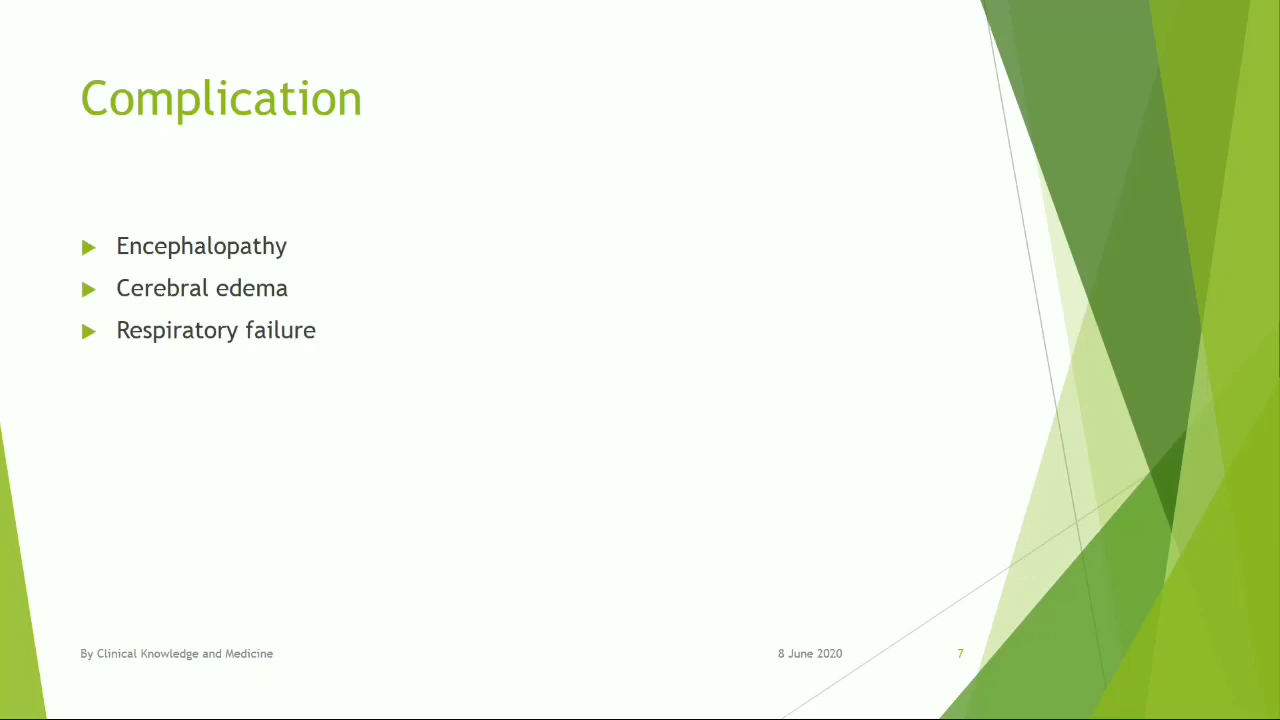 Complication
Encephalopathy
Cerebral edema
Respiratory failure
By Clinical Knowledge and Medicine
8 June 2020
7